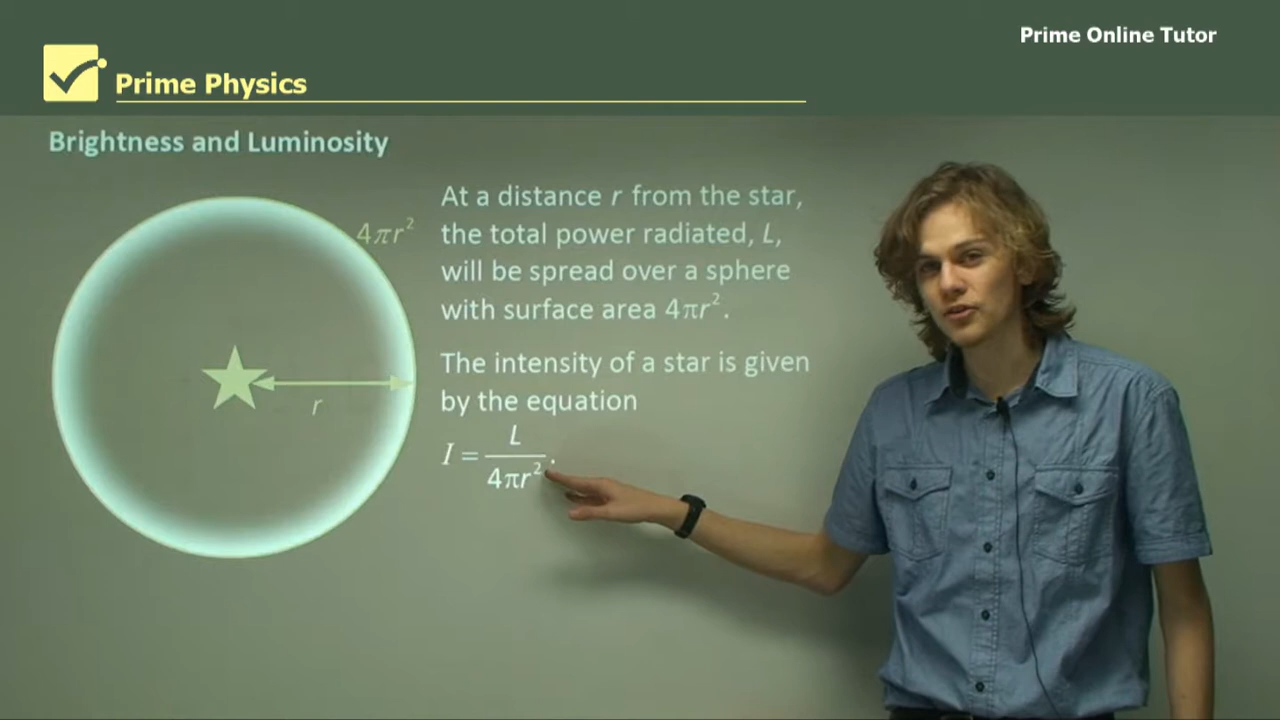 Prime Online Tutor
Prime Physics
Brightness and Luminosity
4πr²
r
At a distance r from the star,
the total power radiated, L,
will be spread over a sphere
with surface area 4πr².
The intensity of a star is given
by the equation
I = L / 4πr².